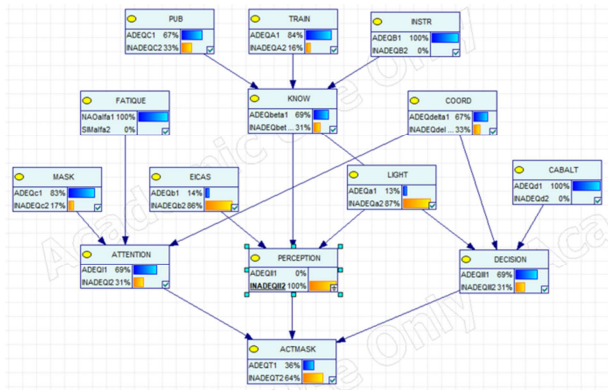 PUB
ADEQC1 67%
INADEQC2 33%
TRAIN
ADEQA1 84%
INADEQA2 16%
INSTR
ADEQB1 100%
INADEQB2 0%
FATIQUE
NAOalfa1 100%
SIMalfa2 0%
KNOW
ADEQbeta1 69%
INADEQbet... 31%
COORD
ADEQdelta1 67%
INADEQdel... 33%
MASK
ADEQc1 83%
INADEQc2 17%
EICAS
ADEQb1 14%
INADEQb2 86%
LIGHT
ADEQa1 13%
INADEQa2 87%
CABALT
ADEQd1 100%
INADEQd2 0%
ATTENTION
ADEQI1 69%
INADEQI2 31%
PERCEPTION
ADEQII1 0%
INADEQII2 100%
DECISION
ADEQIII1 69%
INADEQIII2 31%
ACTMASK
ADEQT1 36%
INADEQT2 64%